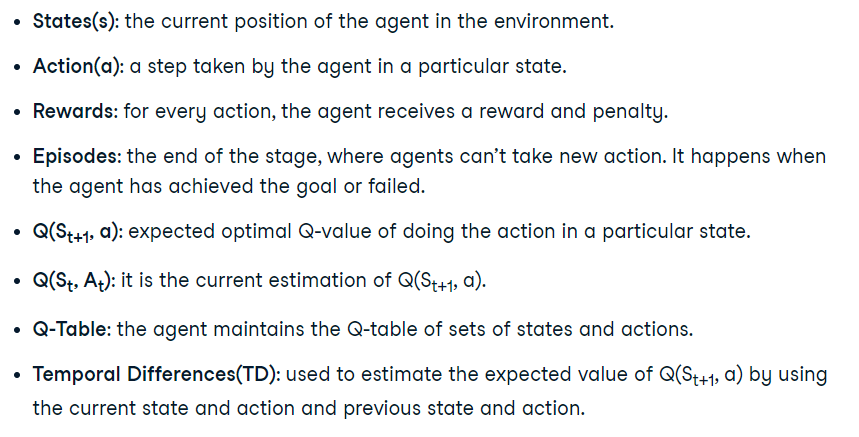 • States(s): the current position of the agent in the environment.
• Action(a): a step taken by the agent in a particular state.
• Rewards: for every action, the agent receives a reward and penalty.
• Episodes: the end of the stage, where agents can’t take new action. It happens when
the agent has achieved the goal or failed.
• Q(Sₜ₊₁, a): expected optimal Q-value of doing the action in a particular state.
• Q(Sₜ, Aₜ): it is the current estimation of Q(Sₜ₊₁, a).
• Q-Table: the agent maintains the Q-table of sets of states and actions.
• Temporal Differences(TD): used to estimate the expected value of Q(Sₜ₊₁, a) by using
the current state and action and previous state and action.